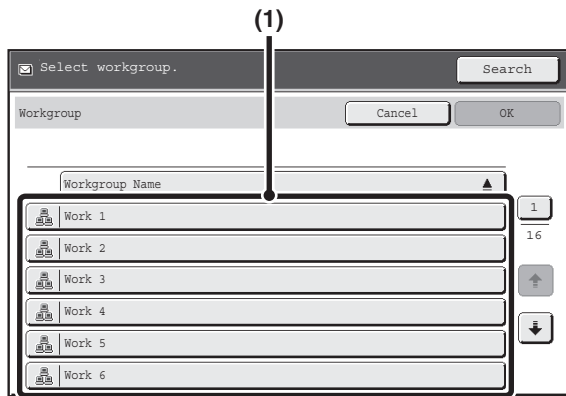 (1)
Select workgroup.
Search
Workgroup
Cancel
OK
Workgroup Name
Work 1
Work 2
Work 3
Work 4
Work 5
Work 6
1
16